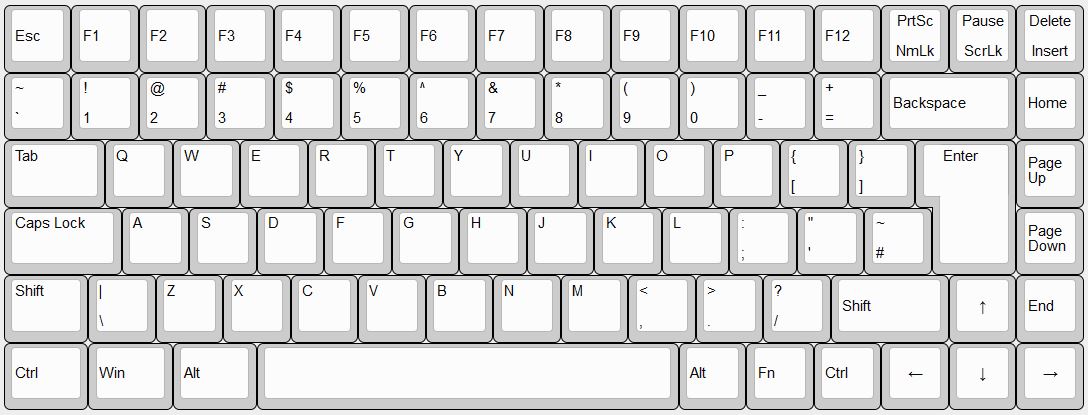 Esc F1 F2 F3 F4 F5 F6 F7 F8 F9 F10 F11 F12 PrtSc Pause Delete
NmLk ScrLk Insert
~ ! @ # $ % ^ & * ( ) _ + Backspace Home
` 1 2 3 4 5 6 7 8 9 0 - =
Tab Q W E R T Y U I O P { } Enter Page
Up
[ ]
Caps Lock A S D F G H J K L : " ~ Page
Down
; ' #
Shift | Z X C V B N M < > ? Shift ↑ End
\ , . /
Ctrl Win Alt Alt Fn Ctrl ← ↓ →